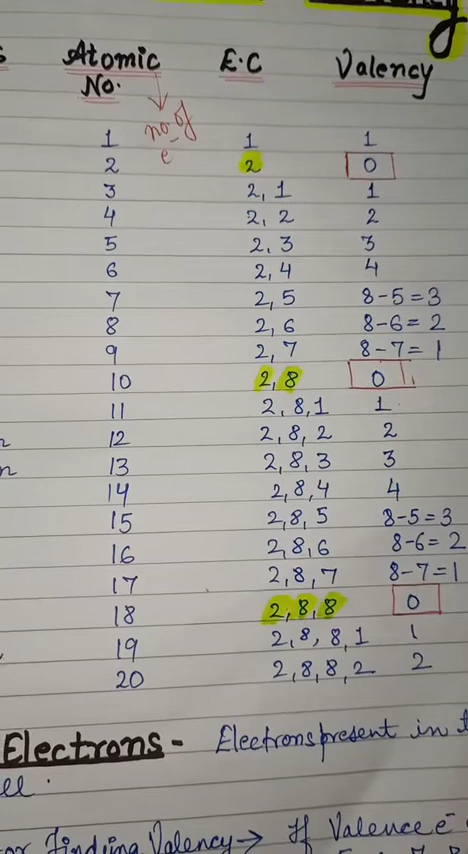 Atomic No. E.C Valency
no. of e-
1 1 1
2 2 0
3 2, 1 1
4 2, 2 2
5 2, 3 3
6 2, 4 4
7 2, 5 8-5=3
8 2, 6 8-6=2
9 2, 7 8-7=1
10 2, 8 0
11 2, 8, 1 1
12 2, 8, 2 2
13 2, 8, 3 3
14 2, 8, 4 4
15 2, 8, 5 8-5=3
16 2, 8, 6 8-6=2
17 2, 8, 7 8-7=1
18 2, 8, 8 0
19 2, 8, 8, 1 1
20 2, 8, 8, 2 2
Electrons - Electrons present in
Finding Valency → If Valence e-